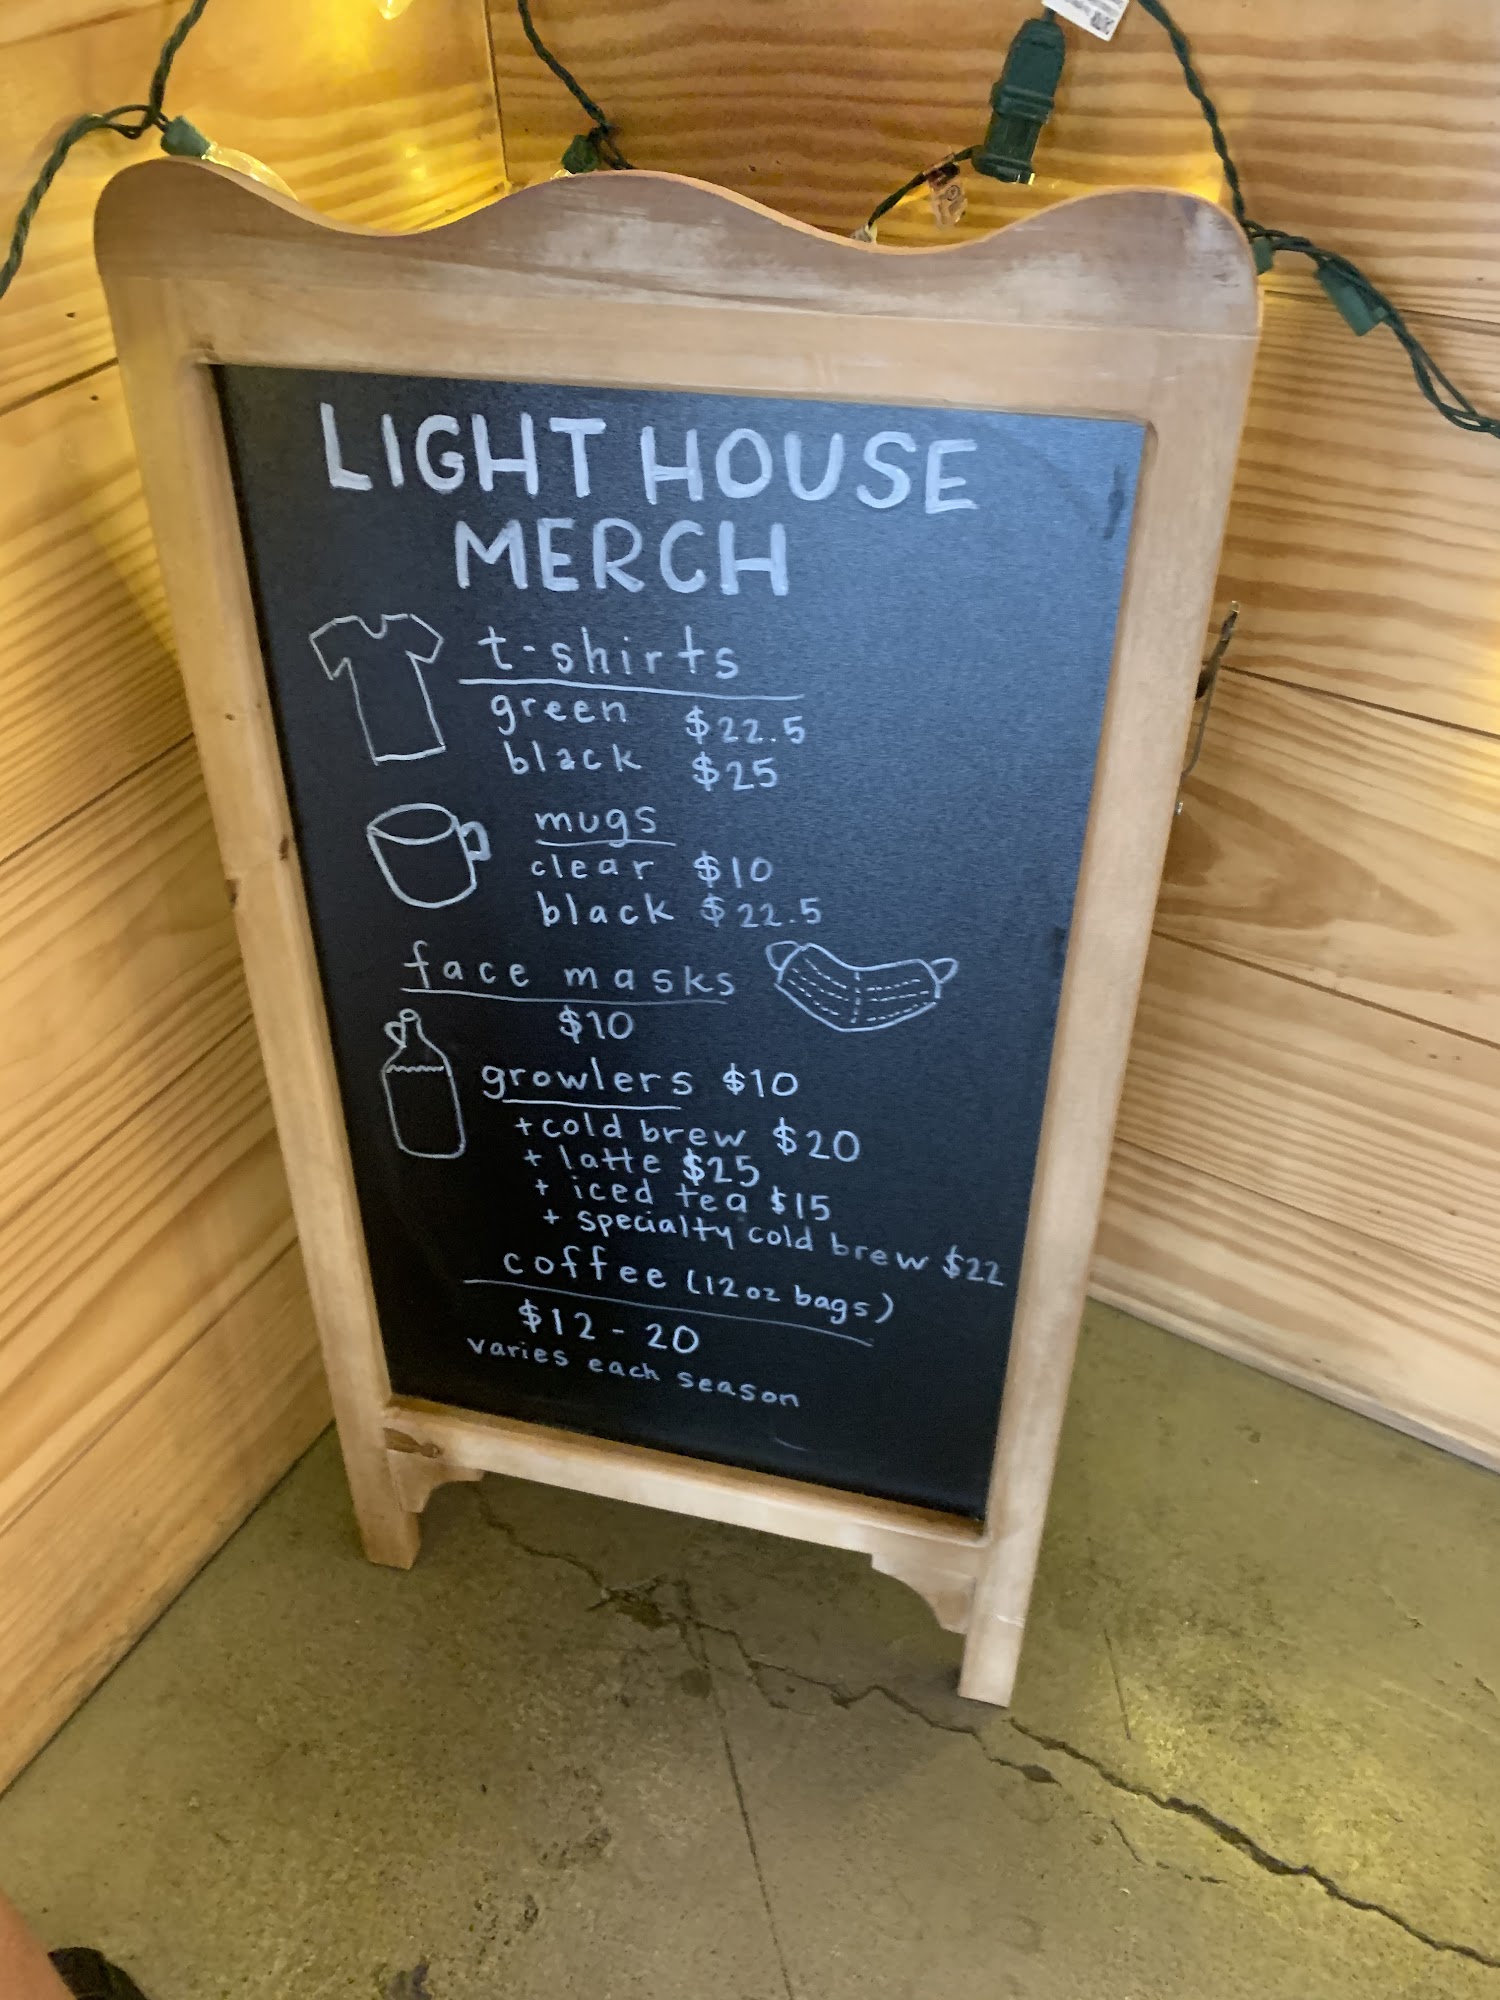 LIGHT HOUSE
MERCH
t-shirts
green $22.5
black $25
mugs
clear $10
black $22.5
face masks
$10
growlers $10
+cold brew $20
+ latte $25
+ iced tea $15
+ specialty cold brew $22
coffee (12oz bags)
$12-20
varies each season